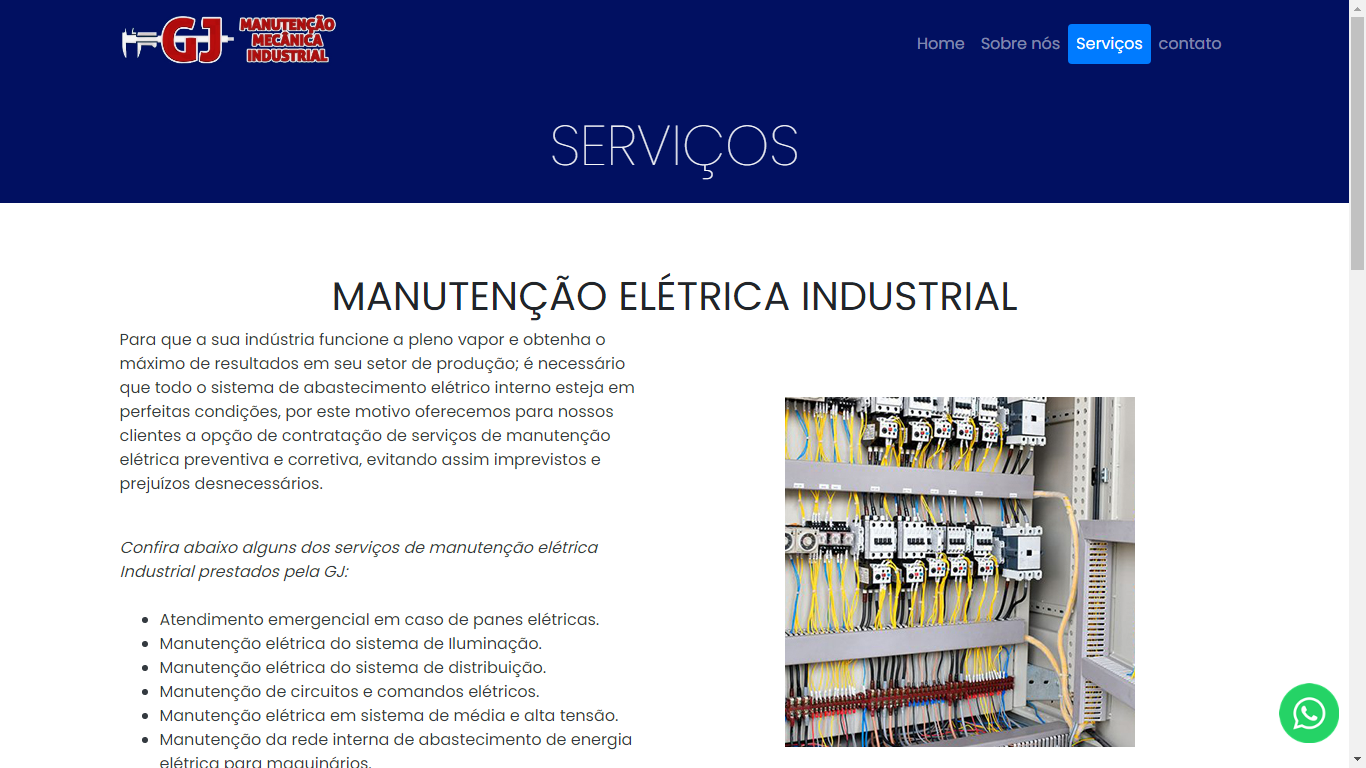 GJ MANUTENÇÃO
MECÂNICA
INDUSTRIAL
Home Sobre nós Serviços contato
SERVIÇOS
MANUTENÇÃO ELÉTRICA INDUSTRIAL
Para que a sua indústria funcione a pleno vapor e obtenha o
máximo de resultados em seu setor de produção; é necessário
que todo o sistema de abastecimento elétrico interno esteja em
perfeitas condições, por este motivo oferecemos para nossos
clientes a opção de contratação de serviços de manutenção
elétrica preventiva e corretiva, evitando assim imprevistos e
prejuízos desnecessários.
Confira abaixo alguns dos serviços de manutenção elétrica
Industrial prestados pela GJ:
• Atendimento emergencial em caso de panes elétricas.
• Manutenção elétrica do sistema de Iluminação.
• Manutenção elétrica do sistema de distribuição.
• Manutenção de circuitos e comandos elétricos.
• Manutenção elétrica em sistema de média e alta tensão.
• Manutenção da rede interna de abastecimento de energia
elétrica para maquinários.